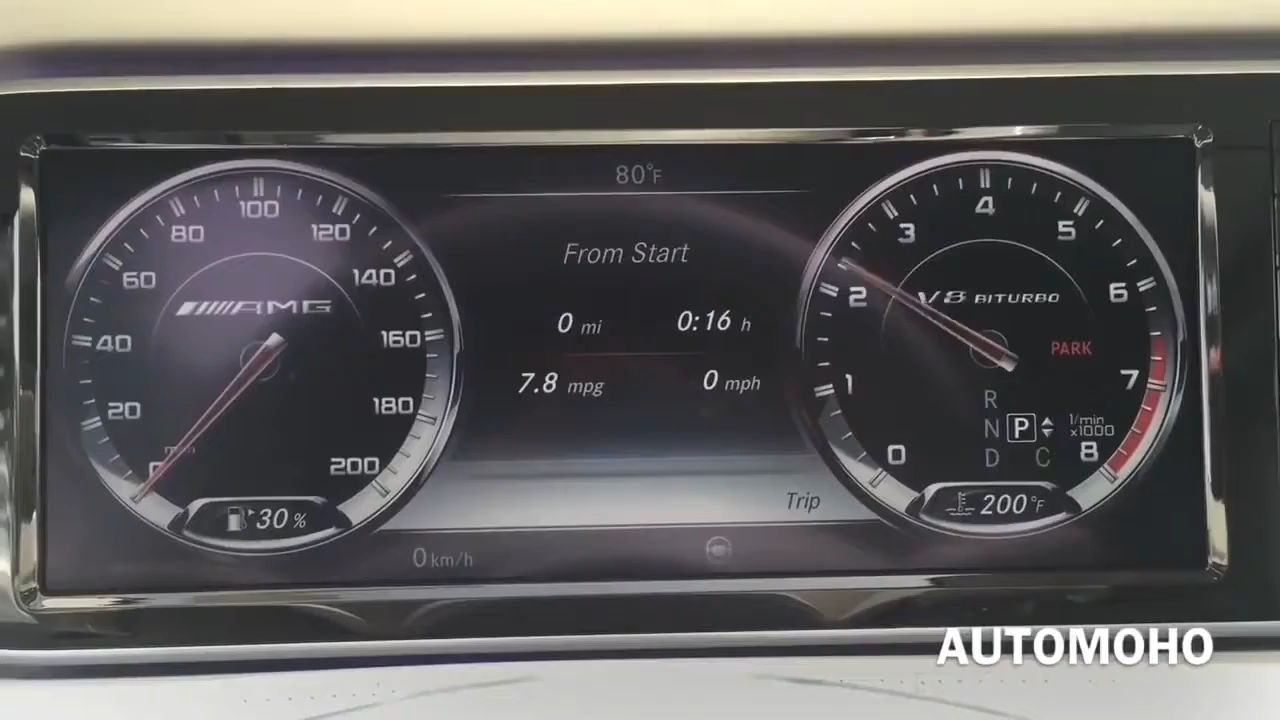 80°F
From Start
0 mi 0:16 h
7.8 mpg 0 mph
Trip
0 km/h
0
20
40
60
80
100
120
140
160
180
200
AMG
30 %
0
1
2
3
4
5
6
7
8
V8 BITURBO
PARK
R
N P
D C
1/min
x1000
200°F
AUTOMOHO